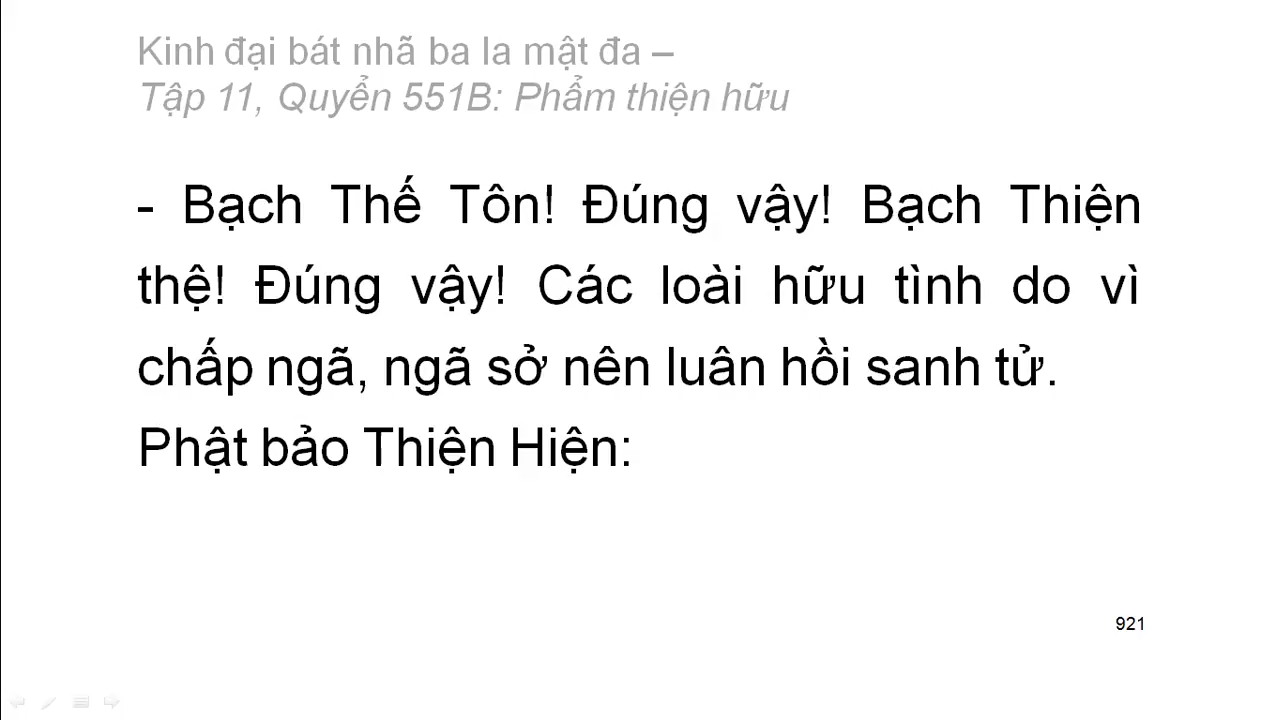 Kinh đại bát nhã ba la mật đa –
Tập 11, Quyển 551B: Phẩm thiện hữu
- Bạch Thế Tôn! Đúng vậy! Bạch Thiện
thệ! Đúng vậy! Các loài hữu tình do vì
chấp ngã, ngã sở nên luân hồi sanh tử.
Phật bảo Thiện Hiện:
921